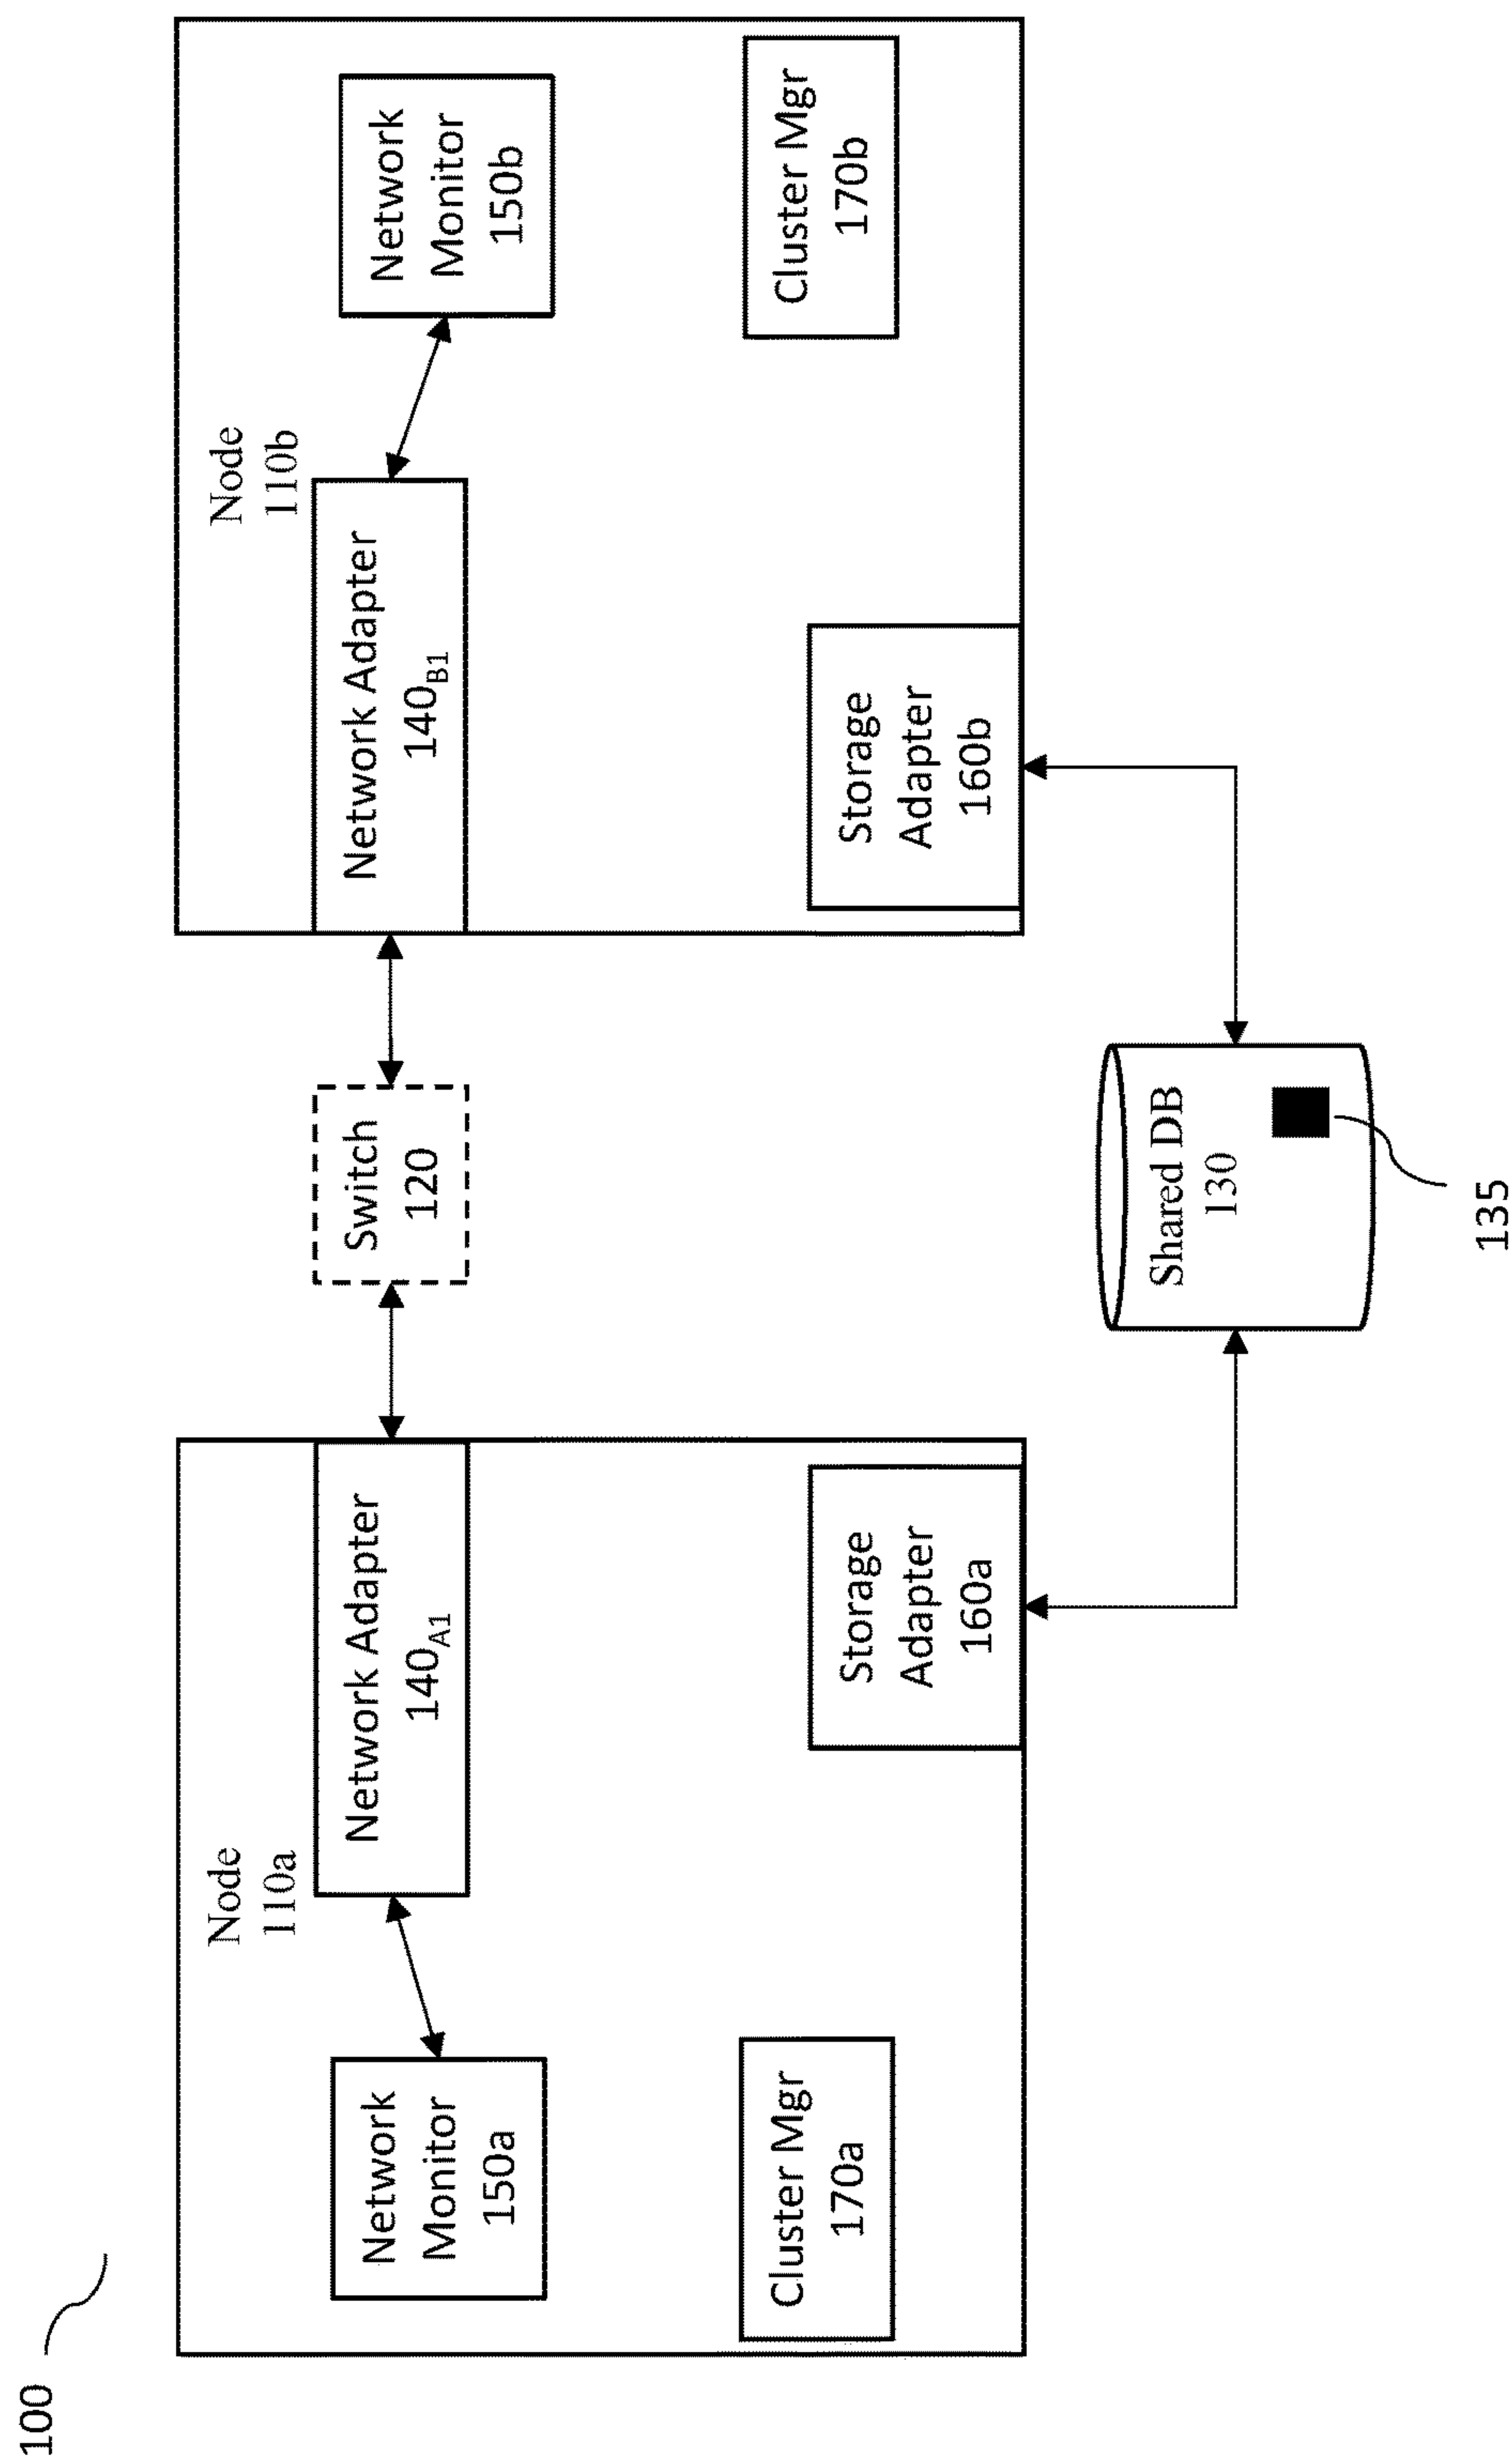 100
Node
110a
Network
Monitor
150a
Network Adapter
140A1
Cluster Mgr
170a
Storage
Adapter
160a
Switch
120
Node
110b
Network Adapter
140B1
Network
Monitor
150b
Storage
Adapter
160b
Cluster Mgr
170b
Shared DB
130
135